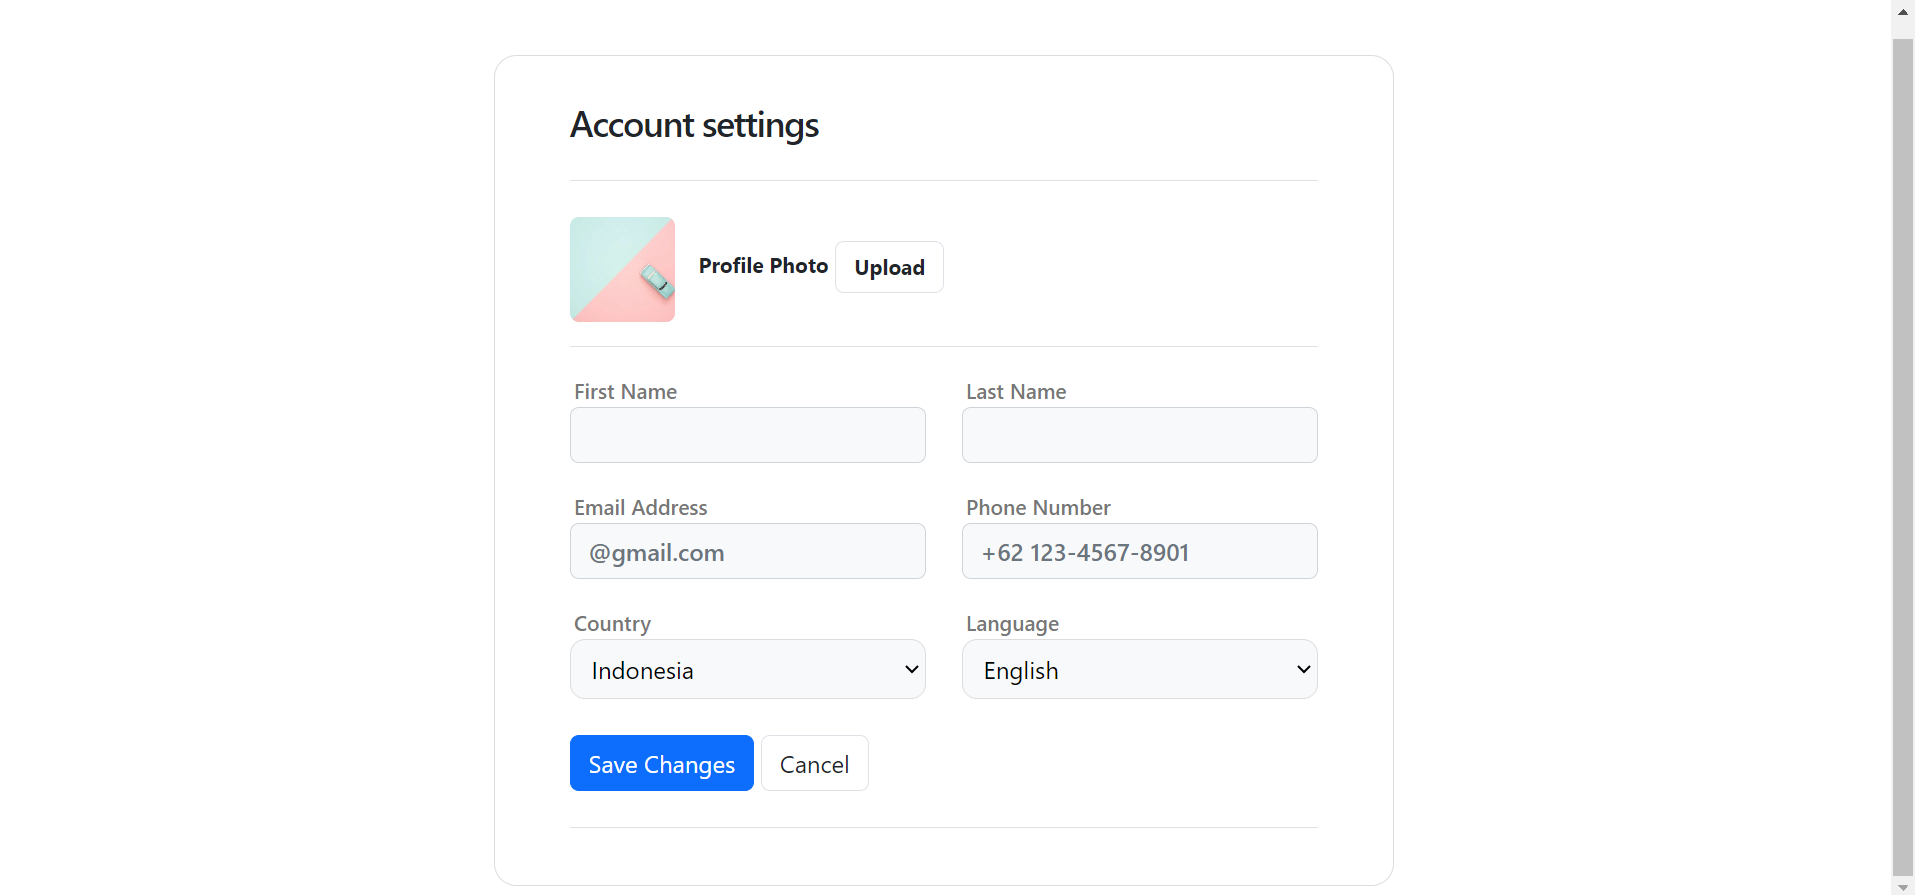 Account settings
Profile Photo Upload
First Name Last Name
Email Address Phone Number
@gmail.com +62 123-4567-8901
Country Language
Indonesia English
Save Changes Cancel